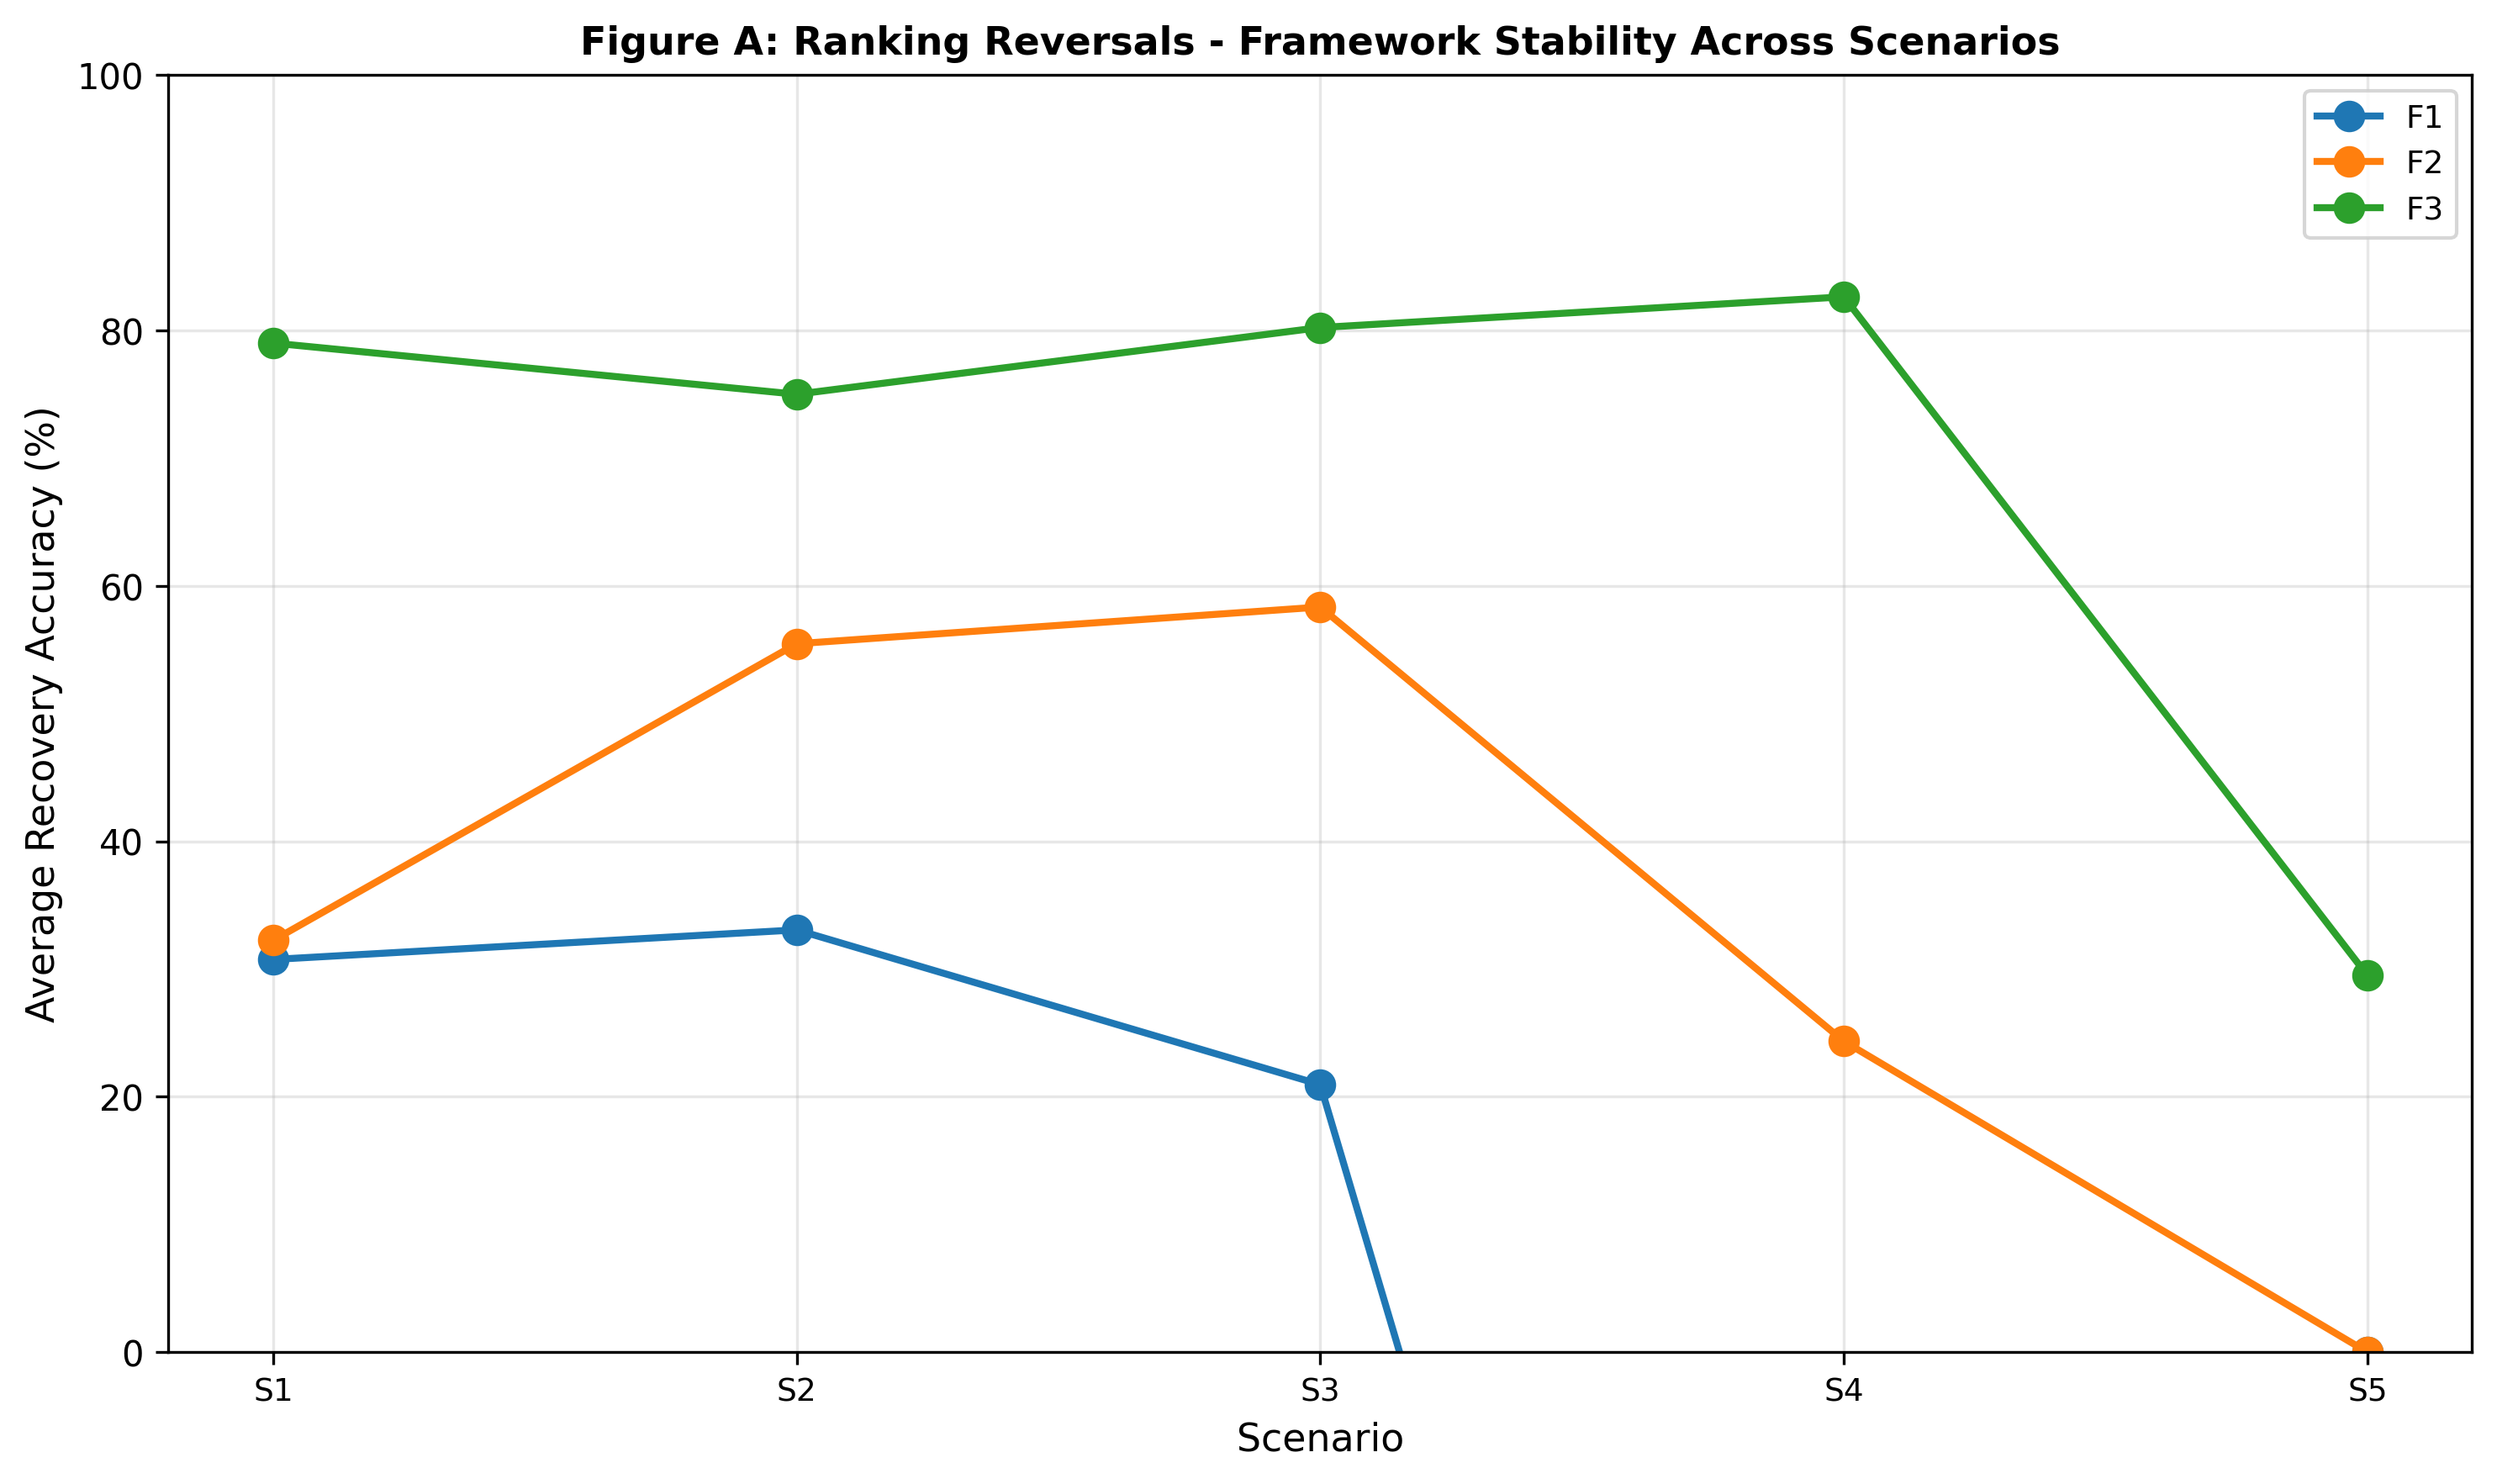 Figure A: Ranking Reversals - Framework Stability Across Scenarios
100
80
60
40
20
0
Average Recovery Accuracy (%)
F1
F2
F3
S1
S2
S3
S4
S5
Scenario